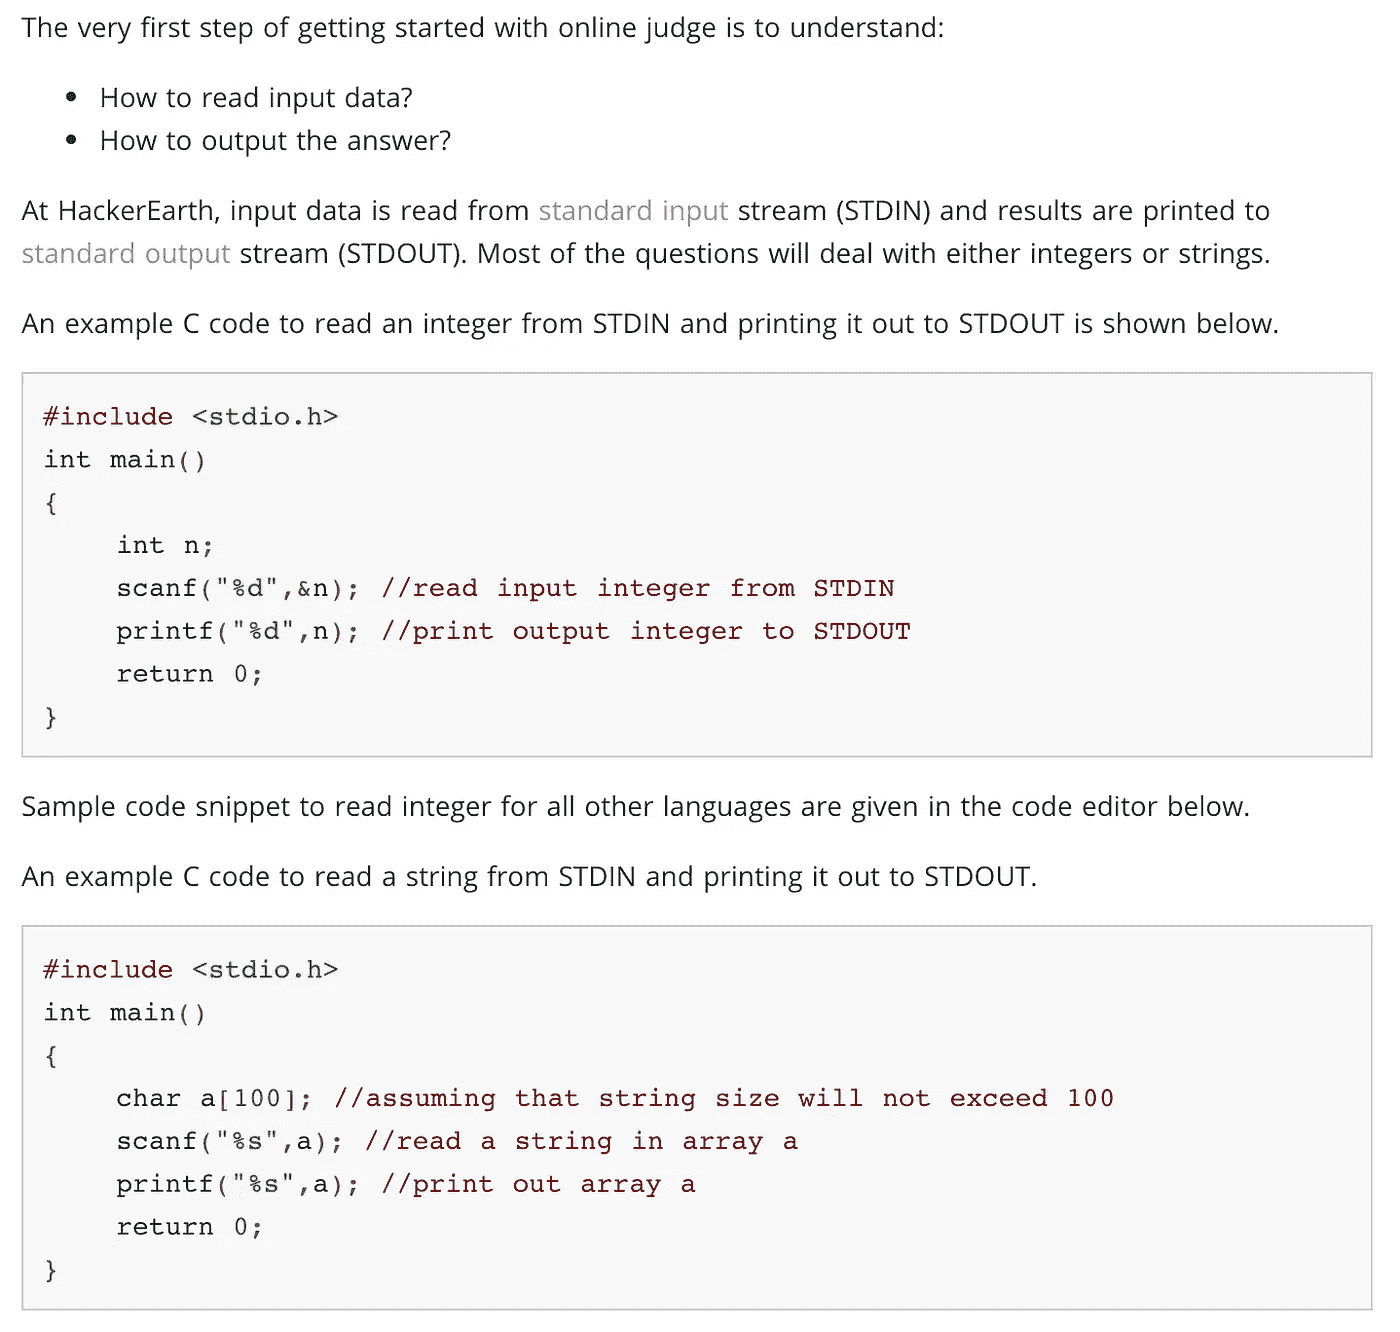 The very first step of getting started with online judge is to understand:
• How to read input data?
• How to output the answer?
At HackerEarth, input data is read from standard input stream (STDIN) and results are printed to
standard output stream (STDOUT). Most of the questions will deal with either integers or strings.
An example C code to read an integer from STDIN and printing it out to STDOUT is shown below.
#include <stdio.h>
int main()
{
    int n;
    scanf("%d",&n); //read input integer from STDIN
    printf("%d",n); //print output integer to STDOUT
    return 0;
}
Sample code snippet to read integer for all other languages are given in the code editor below.
An example C code to read a string from STDIN and printing it out to STDOUT.
#include <stdio.h>
int main()
{
    char a[100]; //assuming that string size will not exceed 100
    scanf("%s",a); //read a string in array a
    printf("%s",a); //print out array a
    return 0;
}